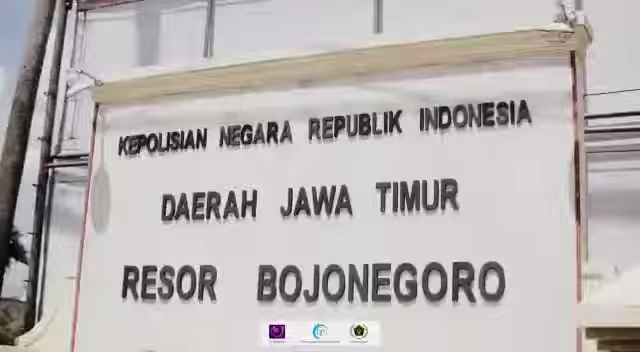 KEPOLISIAN NEGARA REPUBLIK INDONESIA
DAERAH JAWA TIMUR
RESOR BOJONEGORO